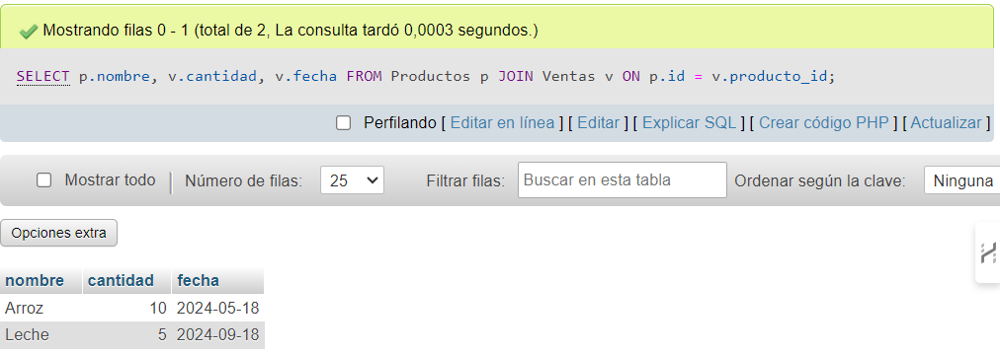 Mostrando filas 0 - 1 (total de 2, La consulta tardó 0,0003 segundos.)
SELECT p.nombre, v.cantidad, v.fecha FROM Productos p JOIN Ventas v ON p.id = v.producto_id;
Perfilando [ Editar en línea ] [ Editar ] [ Explicar SQL ] [ Crear código PHP ] [ Actualizar ]
Mostrar todo Número de filas: 25 Filtrar filas: Buscar en esta tabla Ordenar según la clave: Ninguna
Opciones extra
nombre cantidad fecha
Arroz 10 2024-05-18
Leche 5 2024-09-18